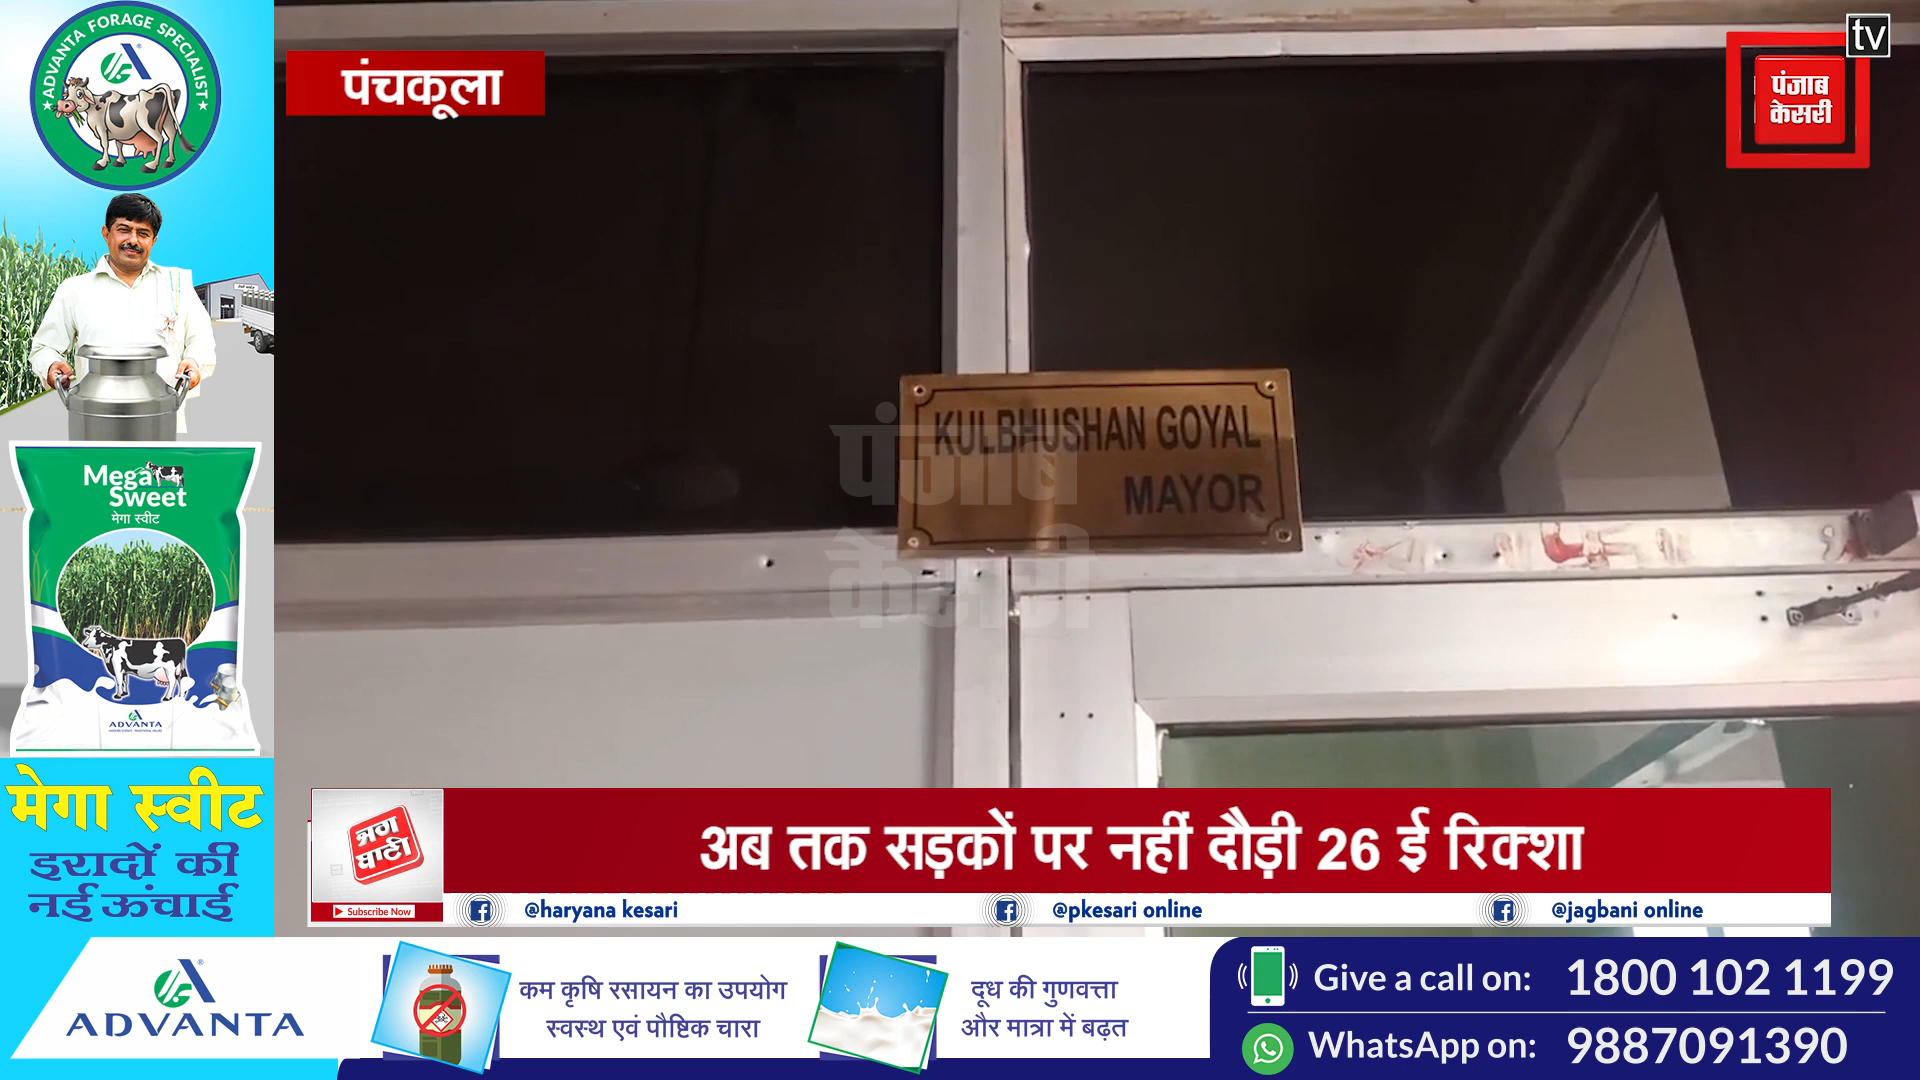 ADVANTA FORAGE SPECIALIST
पंचकूला
tv
पंजाब
केसरी
KULBHUSHAN GOYAL
MAYOR
पंजाब
केसरी
Mega
Sweet
मेगा स्वीट
ADVANTA
मेगा स्वीट
इरादों की
नई ऊंचाई
अब तक सड़कों पर नहीं दौड़ी 26 ई रिक्शा
Subscribe Now
@haryana kesari
@pkesari online
@jagbani online
ADVANTA
कम कृषि रसायन का उपयोग
स्वस्थ एवं पौष्टिक चारा
दूध की गुणवत्ता
और मात्रा में बढ़त
Give a call on: 1800 102 1199
WhatsApp on: 9887091390